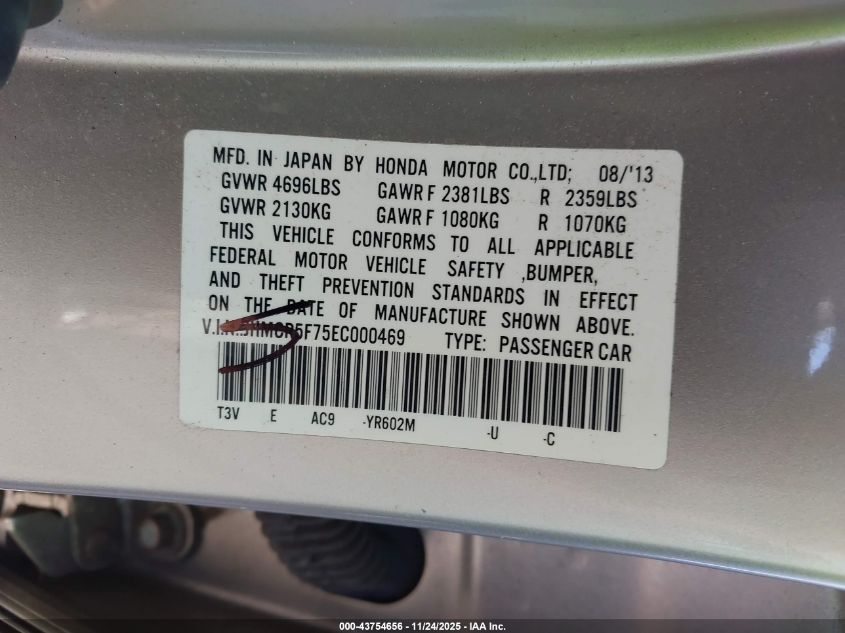 MFD. IN JAPAN BY HONDA MOTOR CO.,LTD; 08/'13
GVWR 4696LBS GAWR F 2381LBS R 2359LBS
GVWR 2130KG GAWR F 1080KG R 1070KG
THIS VEHICLE CONFORMS TO ALL APPLICABLE
FEDERAL MOTOR VEHICLE SAFETY ,BUMPER,
AND THEFT PREVENTION STANDARDS IN EFFECT
ON THE DATE OF MANUFACTURE SHOWN ABOVE.
V.I.N. TYPE: PASSENGER CAR
T3V E AC9 -YR602M -U -C
000-43754656 - 11/24/2025 - IAA Inc.